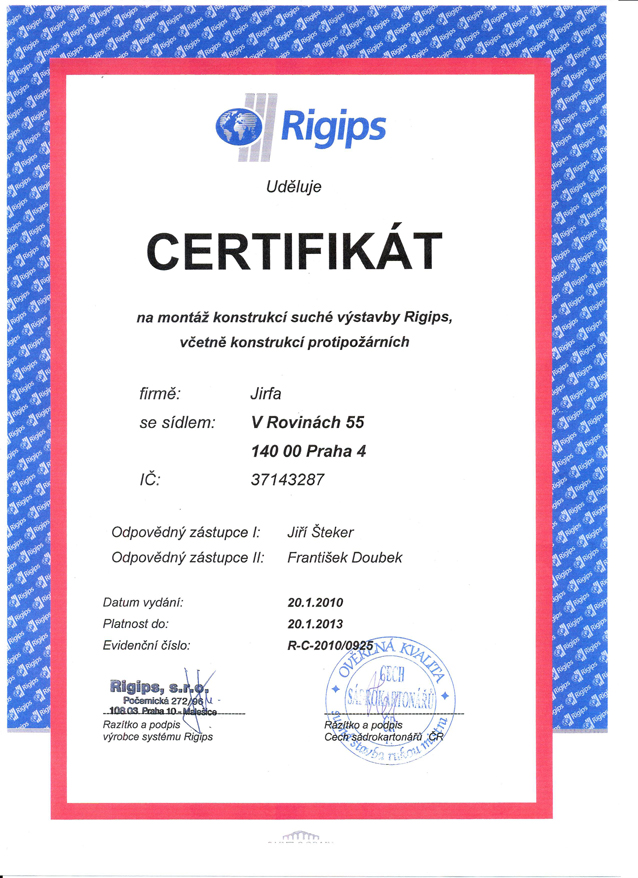 Rigips
Uděluje
CERTIFIKÁT
na montáž konstrukcí suché výstavby Rigips,
včetně konstrukcí protipožárních
firmě: Jirfa
se sídlem: V Rovinách 55
140 00 Praha 4
IČ: 37143287
Odpovědný zástupce I: Jiří Šteker
Odpovědný zástupce II: František Doubek
Datum vydání: 20.1.2010
Platnost do: 20.1.2013
Evidenční číslo: R-C-2010/0925
Rigips, s.r.o.
Počernická 272/96
108 03 Praha 10 - Malešice
Razítko a podpis
výrobce systému Rigips
OVĚŘENÁ KVALITA
CECH
SÁDROKARTONÁŘŮ
ČR
Razítko a podpis
Cech sádrokartonářů ČR